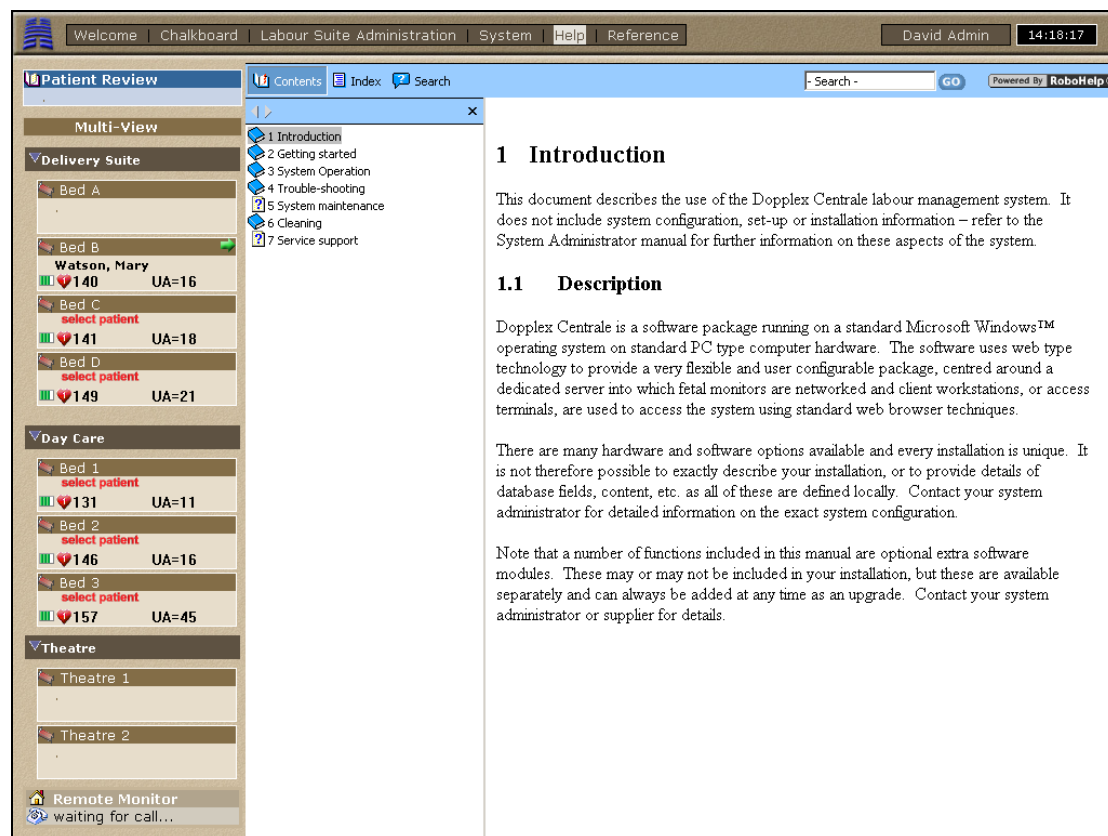 Welcome | Chalkboard | Labour Suite Administration | System | Help | Reference
David Admin
14:18:17
Patient Review
Multi-View
Delivery Suite
Bed A
Bed B
Watson, Mary
140 UA=16
Bed C
select patient
141 UA=18
Bed D
select patient
149 UA=21
Day Care
Bed 1
select patient
131 UA=11
Bed 2
select patient
146 UA=16
Bed 3
select patient
157 UA=45
Theatre
Theatre 1
Theatre 2
Remote Monitor
waiting for call...
Contents Index Search
- Search -
GO
Powered By RoboHelp
1 Introduction
2 Getting started
3 System Operation
4 Trouble-shooting
5 System maintenance
6 Cleaning
7 Service support
1 Introduction
This document describes the use of the Dopplex Centrale labour management system. It
does not include system configuration, set-up or installation information – refer to the
System Administrator manual for further information on these aspects of the system.
1.1 Description
Dopplex Centrale is a software package running on a standard Microsoft Windows™
operating system on standard PC type computer hardware. The software uses web type
technology to provide a very flexible and user configurable package, centred around a
dedicated server into which fetal monitors are networked and client workstations, or access
terminals, are used to access the system using standard web browser techniques.
There are many hardware and software options available and every installation is unique. It
is not therefore possible to exactly describe your installation, or to provide details of
database fields, content, etc. as all of these are defined locally. Contact your system
administrator for detailed information on the exact system configuration.
Note that a number of functions included in this manual are optional extra software
modules. These may or may not be included in your installation, but these are available
separately and can always be added at any time as an upgrade. Contact your system
administrator or supplier for details.